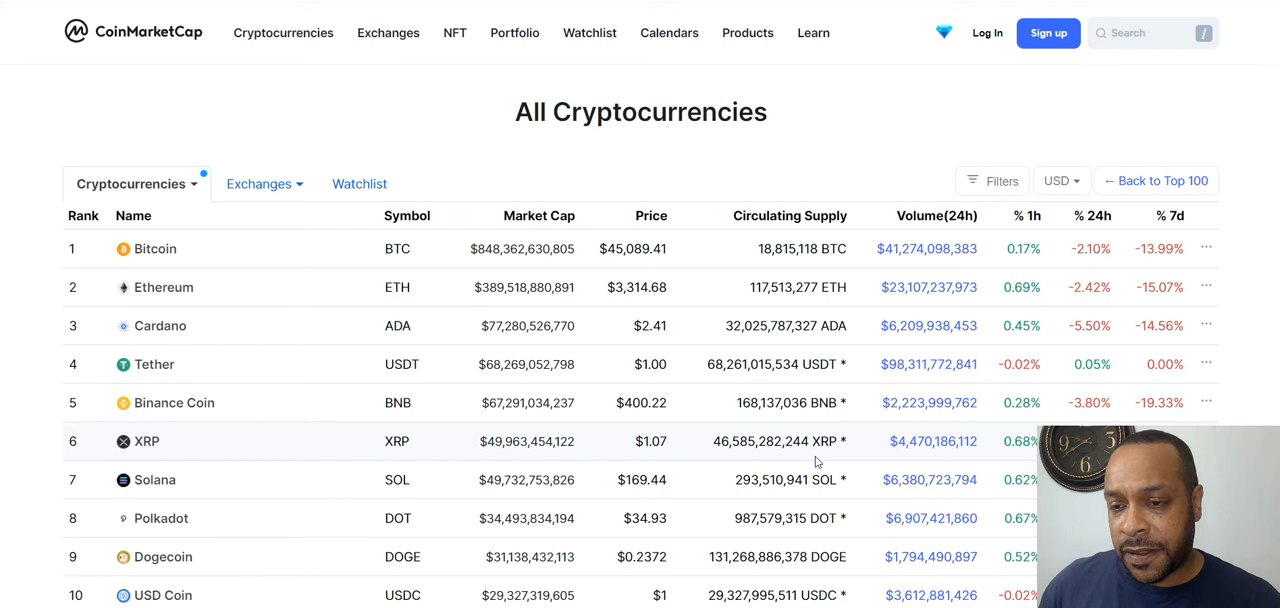 CoinMarketCap Cryptocurrencies Exchanges NFT Portfolio Watchlist Calendars Products Learn Log In Sign up Search /
All Cryptocurrencies
Cryptocurrencies Exchanges Watchlist Filters USD ← Back to Top 100
Rank Name Symbol Market Cap Price Circulating Supply Volume(24h) % 1h % 24h % 7d
1 Bitcoin BTC $848,362,630,805 $45,089.41 18,815,118 BTC $41,274,098,383 0.17% -2.10% -13.99% ...
2 Ethereum ETH $389,518,880,891 $3,314.68 117,513,277 ETH $23,107,237,973 0.69% -2.42% -15.07% ...
3 Cardano ADA $77,280,526,770 $2.41 32,025,787,327 ADA $6,209,938,453 0.45% -5.50% -14.56% ...
4 Tether USDT $68,269,052,798 $1.00 68,261,015,534 USDT * $98,311,772,841 -0.02% 0.05% 0.00% ...
5 Binance Coin BNB $67,291,034,237 $400.22 168,137,036 BNB * $2,223,999,762 0.28% -3.80% -19.33% ...
6 XRP XRP $49,963,454,122 $1.07 46,585,282,244 XRP * $4,470,186,112 0.68%
7 Solana SOL $49,732,753,826 $169.44 293,510,941 SOL * $6,380,723,794 0.62%
8 Polkadot DOT $34,493,834,194 $34.93 987,579,315 DOT * $6,907,421,860 0.67%
9 Dogecoin DOGE $31,138,432,113 $0.2372 131,268,886,378 DOGE $1,794,490,897 0.52%
10 USD Coin USDC $29,327,319,605 $1 29,327,995,511 USDC * $3,612,881,426 -0.02%